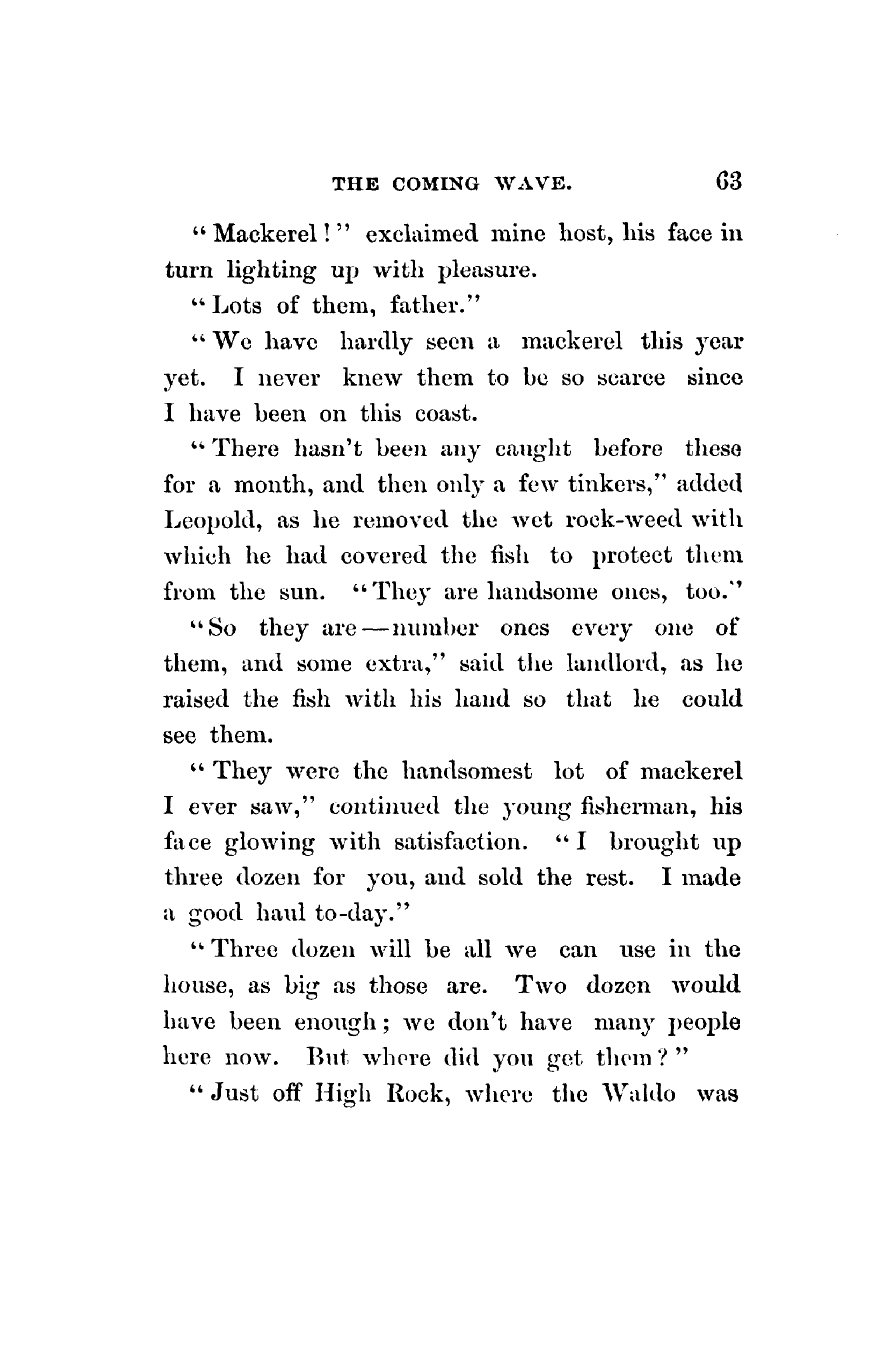 THE COMING WAVE. 63
“Mackerel!” exclaimed mine host, his face in
turn lighting up with pleasure.
“Lots of them, father.”
“We have hardly seen a mackerel this year
yet. I never knew them to be so scarce since
I have been on this coast.
“There hasn't been any caught before these
for a month, and then only a few tinkers,” added
Leopold, as he removed the wet rock-weed with
which he had covered the fish to protect them
from the sun. “They are handsome ones, too.”
“So they are—number ones every one of
them, and some extra,” said the landlord, as he
raised the fish with his hand so that he could
see them.
“They were the handsomest lot of mackerel
I ever saw,” continued the young fisherman, his
face glowing with satisfaction. “I brought up
three dozen for you, and sold the rest. I made
a good haul to-day.”
“Three dozen will be all we can use in the
house, as big as those are. Two dozen would
have been enough; we don't have many people
here now. But where did you get them?”
“Just off High Rock, where the Waldo was